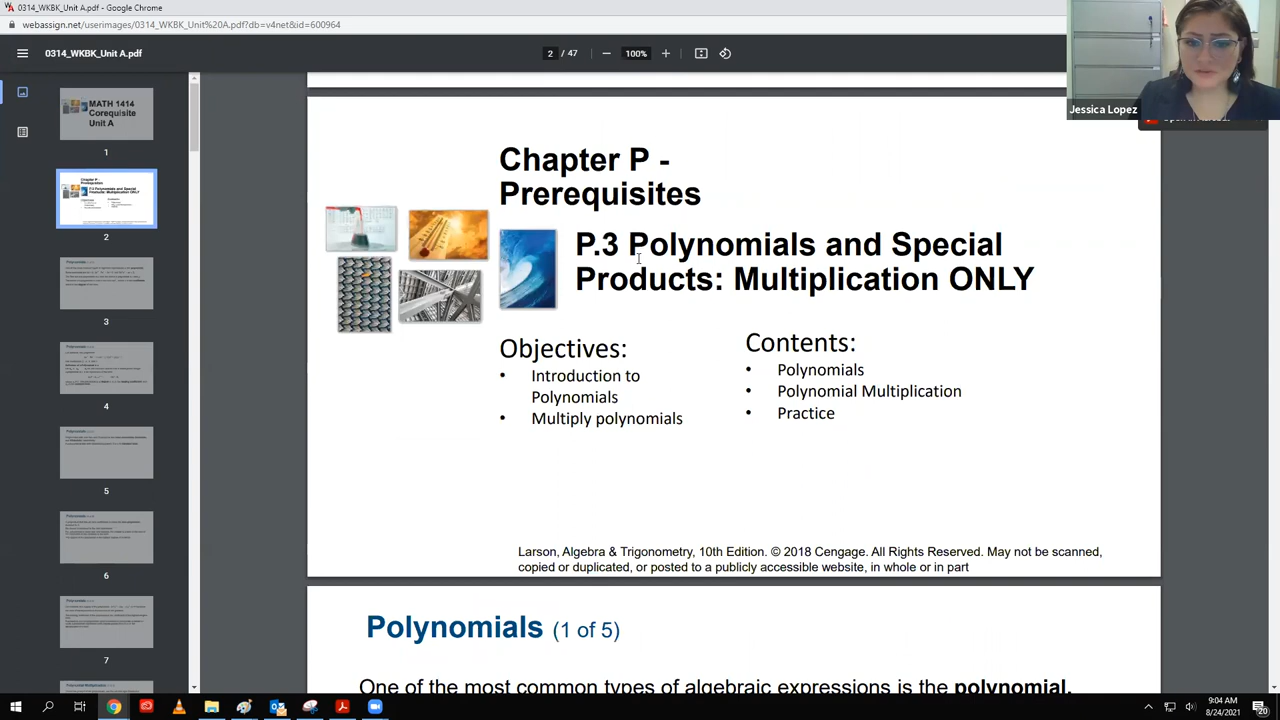 0314_WKBK_Unit A.pdf - Google Chrome
webassign.net/userimages/0314_WKBK_Unit%20A.pdf?db=v4net&id=600964
0314_WKBK_Unit A.pdf
2 / 47
100%
Jessica Lopez
MATH 1414
Corequisite
Unit A
1
2
3
4
5
6
7
Chapter P -
Prerequisites
P.3 Polynomials and Special
Products: Multiplication ONLY
Objectives:
• Introduction to
Polynomials
• Multiply polynomials
Contents:
• Polynomials
• Polynomial Multiplication
• Practice
Larson, Algebra & Trigonometry, 10th Edition. © 2018 Cengage. All Rights Reserved. May not be scanned,
copied or duplicated, or posted to a publicly accessible website, in whole or in part
Polynomials (1 of 5)
One of the most common types of algebraic expressions is the polynomial.
9:04 AM
8/24/2021
20